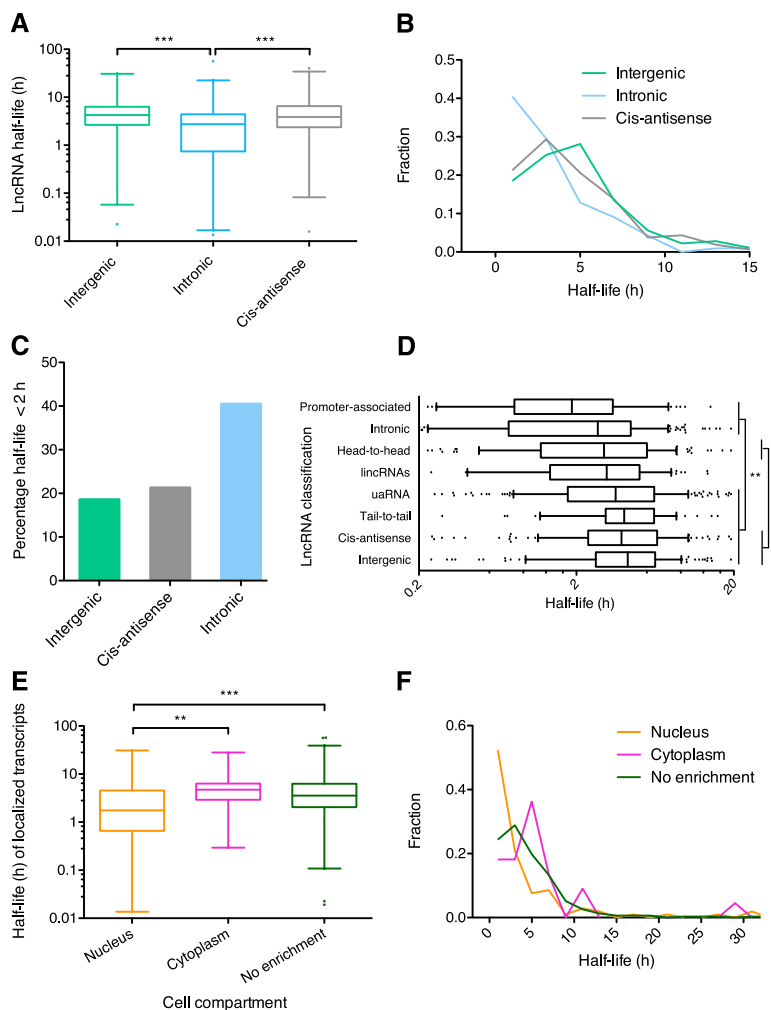 A
LncRNA half-life (h)
100
10
1
0.1
0.01
***
***
Intergenic
Intronic
Cis-antisense
B
Fraction
0.5
0.4
0.3
0.2
0.1
0.0
0
5
10
15
Half-life (h)
Intergenic
Intronic
Cis-antisense
C
Percentage half-life < 2 h
50
40
30
20
10
0
Intergenic
Cis-antisense
Intronic
D
LncRNA classification
Promoter-associated
Intronic
Head-to-head
lincRNAs
uaRNA
Tail-to-tail
Cis-antisense
Intergenic
**
0.2
2
20
Half-life (h)
E
Half-life (h) of localized transcripts
100
10
1
0.1
0.01
***
**
Nucleus
Cytoplasm
No enrichment
Cell compartment
F
Fraction
0.6
0.4
0.2
0.0
0
5
10
15
20
25
30
Half-life (h)
Nucleus
Cytoplasm
No enrichment